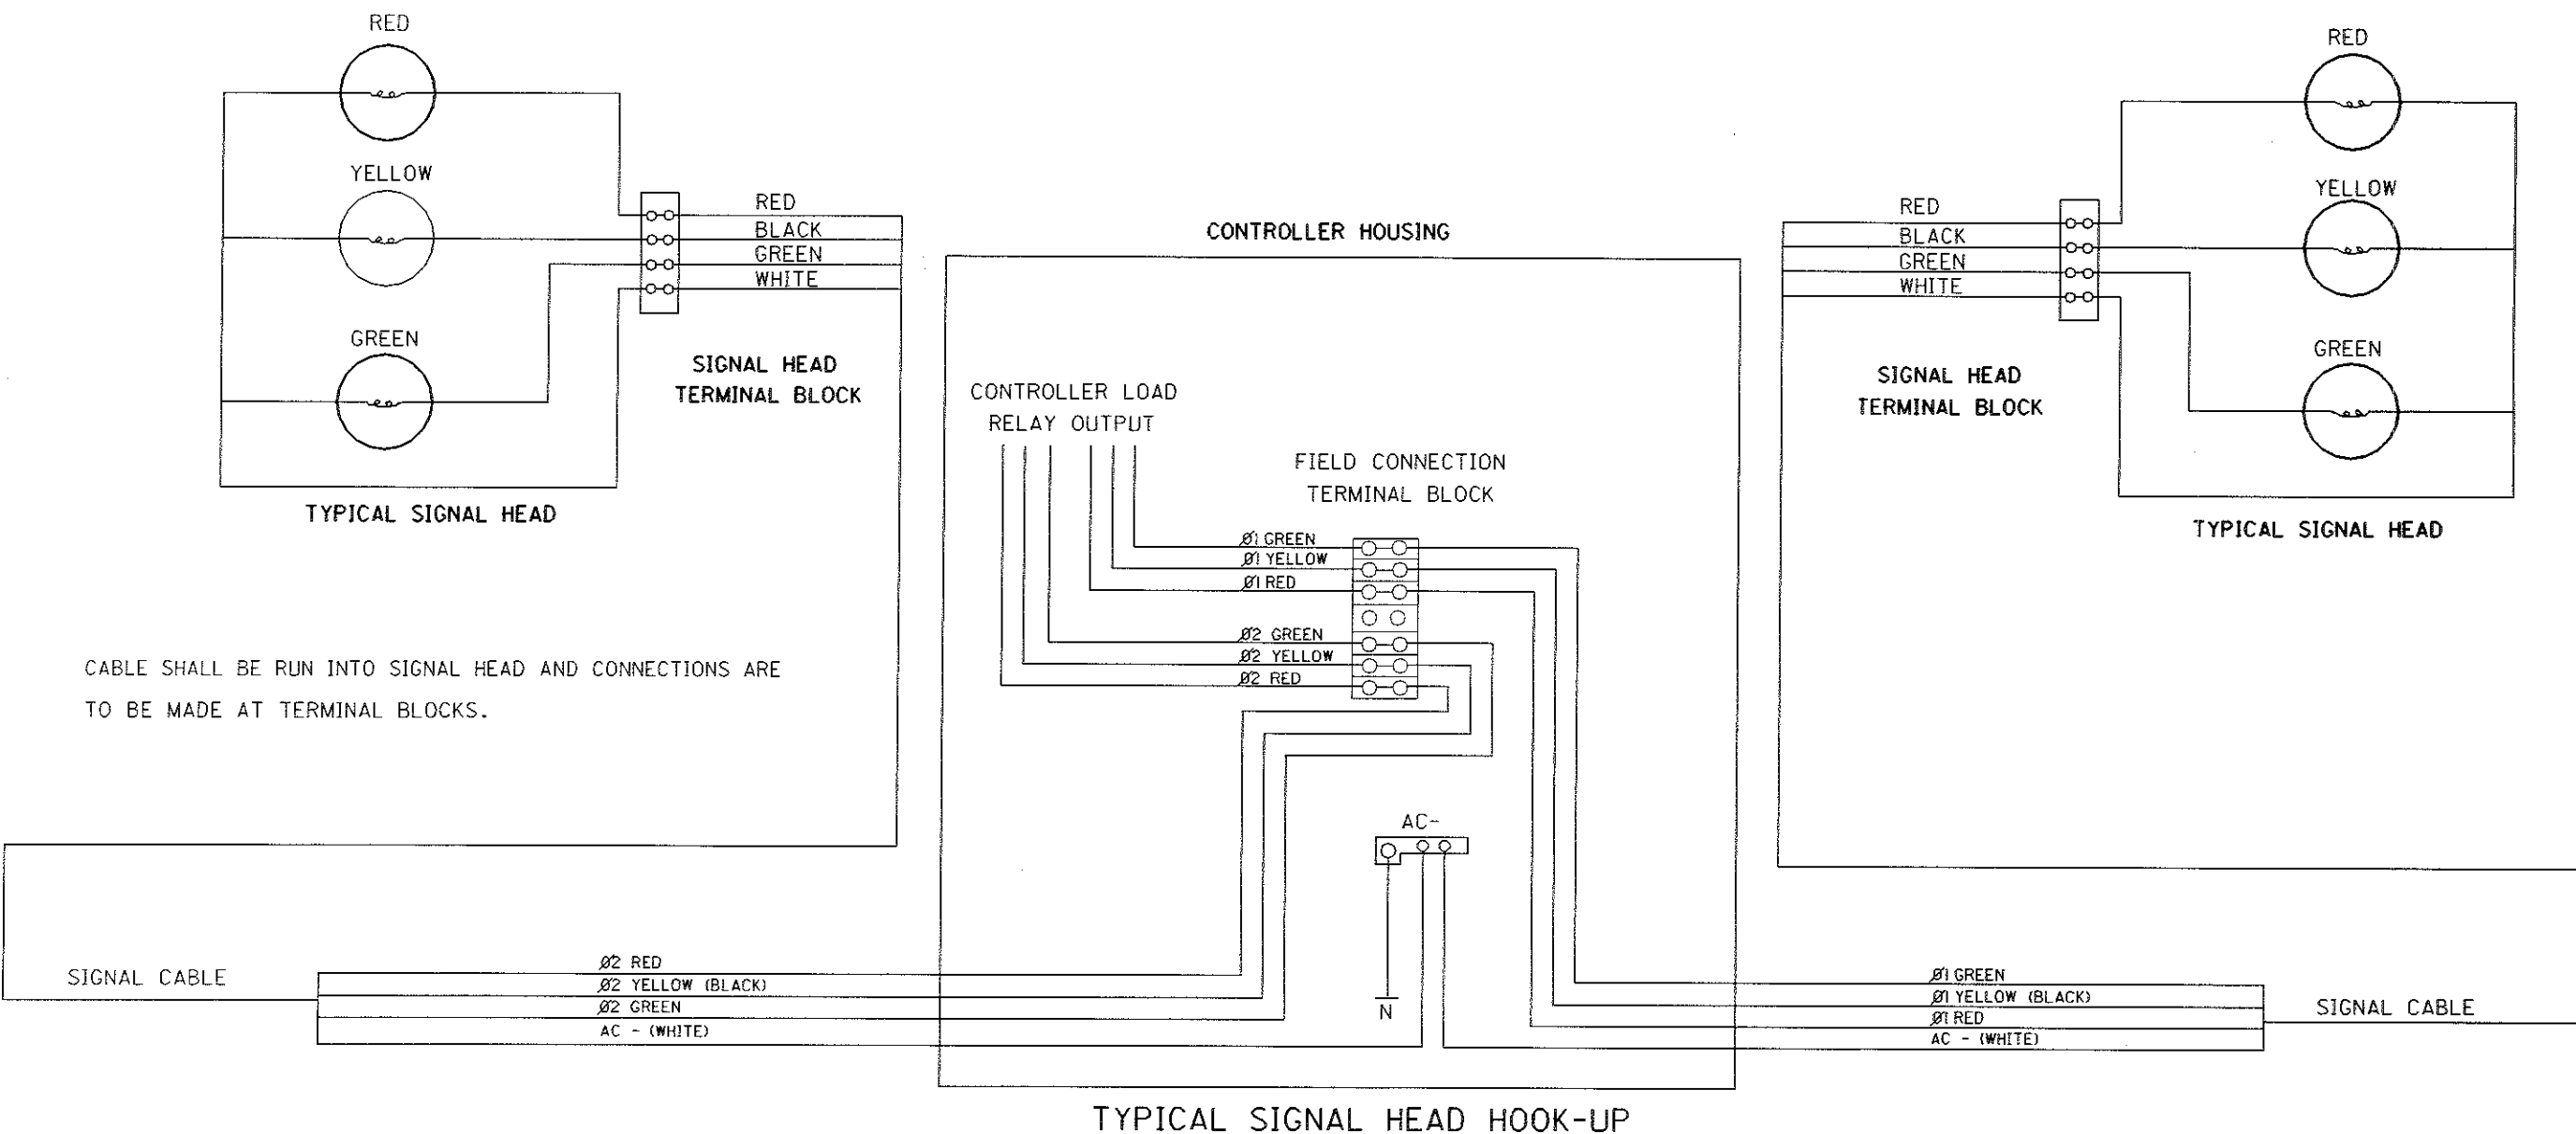 RED
YELLOW
GREEN
TYPICAL SIGNAL HEAD
RED
BLACK
GREEN
WHITE
SIGNAL HEAD
TERMINAL BLOCK
CABLE SHALL BE RUN INTO SIGNAL HEAD AND CONNECTIONS ARE
TO BE MADE AT TERMINAL BLOCKS.
SIGNAL CABLE
Ø2 RED
Ø2 YELLOW (BLACK)
Ø2 GREEN
AC - (WHITE)
CONTROLLER HOUSING
CONTROLLER LOAD
RELAY OUTPUT
FIELD CONNECTION
TERMINAL BLOCK
Ø1 GREEN
Ø1 YELLOW
Ø1 RED
Ø2 GREEN
Ø2 YELLOW
Ø2 RED
AC-
N
RED
BLACK
GREEN
WHITE
SIGNAL HEAD
TERMINAL BLOCK
RED
YELLOW
GREEN
TYPICAL SIGNAL HEAD
Ø1 GREEN
Ø1 YELLOW (BLACK)
Ø1 RED
AC - (WHITE)
SIGNAL CABLE
TYPICAL SIGNAL HEAD HOOK-UP